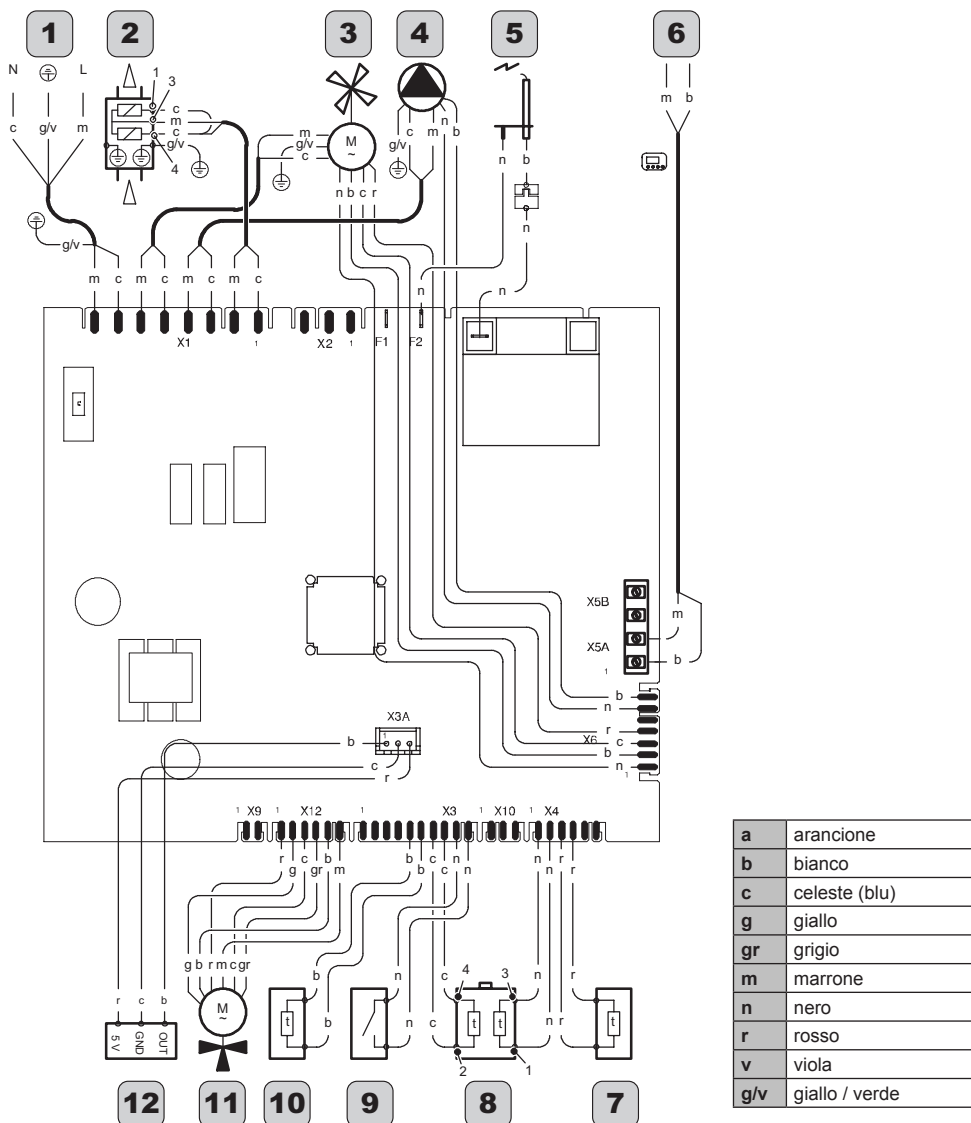 1 2 3 4 5 6
N L
c g/v m
1
3
c
m
c
g/v
4
g/v
m
g/v
c
M
~
n b c r
c m n b
g/v
n b
n
n n
m b
m c m c m c m c
X1 1 X2 1 F1 F2
X5B
X5A
1
m
b
b
n
r
X6 c
b
n
1
X3A
1
b
c
r
1 X9 1 X12 1 X3 1 X10 1 X4
r g c gr b m
b b c c n n
n n r r
g b r m c gr
r c b
5 V GND OUT
M
~
b
t
b
n
n
c
c
4 3
t t
2 1
n
n r
r
t
12 11 10 9 8 7
a arancione
b bianco
c celeste (blu)
g giallo
gr grigio
m marrone
n nero
r rosso
v viola
g/v giallo / verde